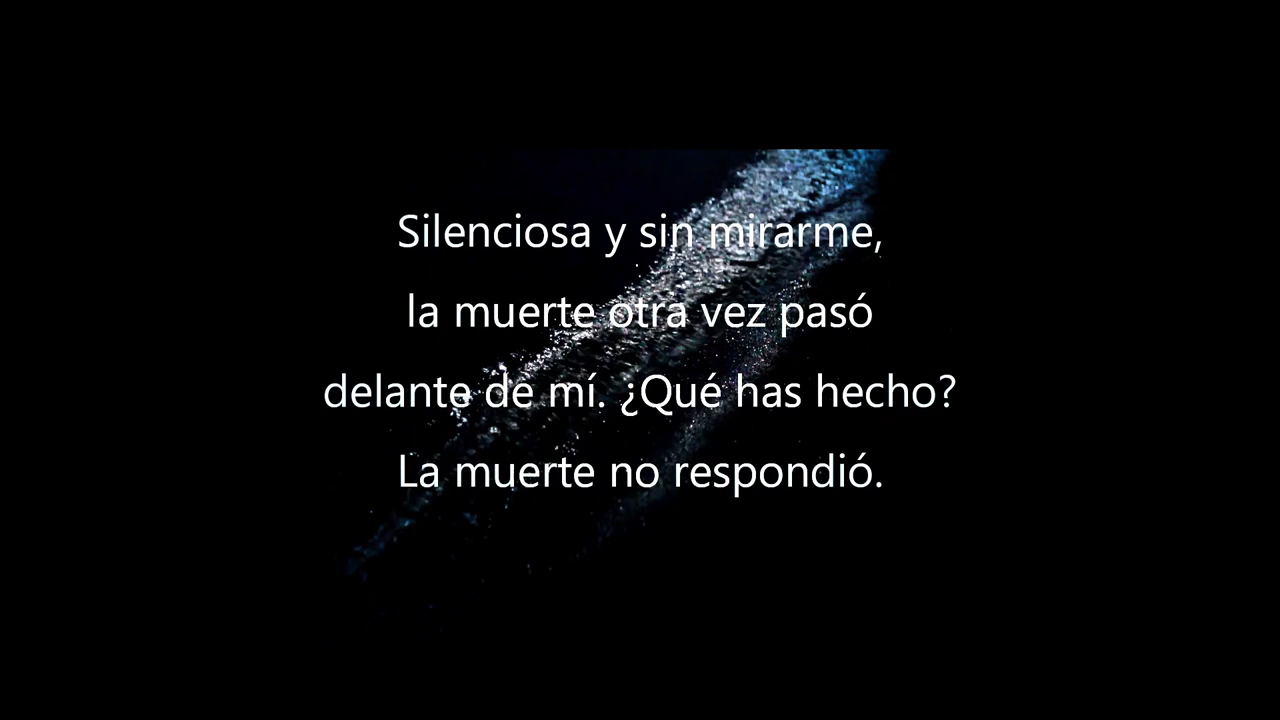 Silenciosa y sin mirarme,
la muerte otra vez pasó
delante de mí. ¿Qué has hecho?
La muerte no respondió.